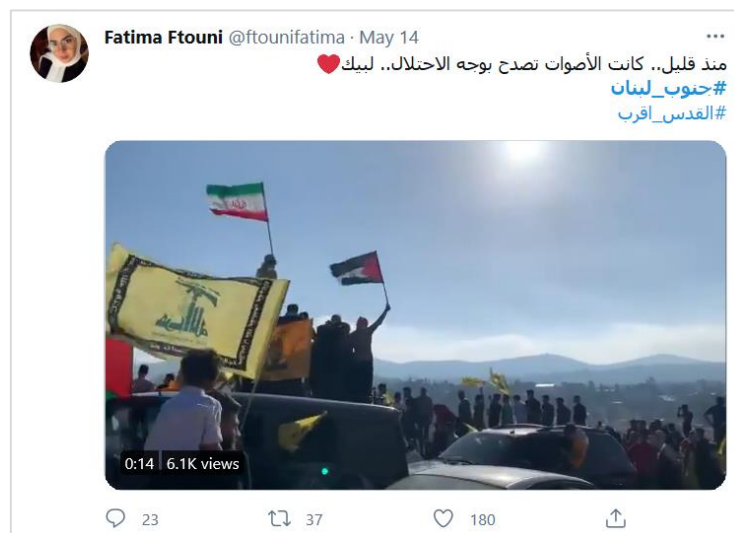 Fatima Ftouni @ftounifatima · May 14
منذ قليل.. كانت الأصوات تصدح بوجه الاحتلال.. لبيك❤️
#جنوب_لبنان
#القدس_اقرب
0:14 6.1K views
23 37 180